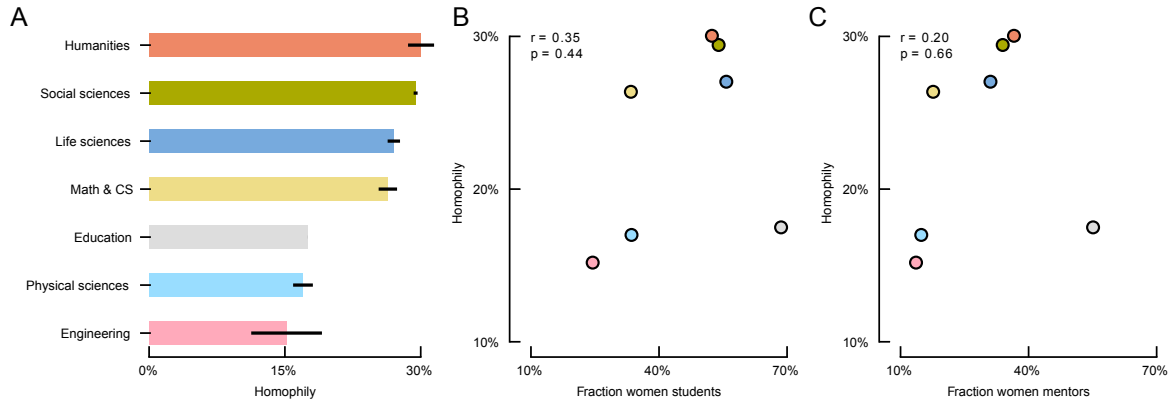 A
Humanities
Social sciences
Life sciences
Math & CS
Education
Physical sciences
Engineering
0%
15%
30%
Homophily
B
r = 0.35
p = 0.44
30%
20%
10%
Homophily
10%
40%
70%
Fraction women students
C
r = 0.20
p = 0.66
30%
20%
10%
Homophily
10%
40%
70%
Fraction women mentors